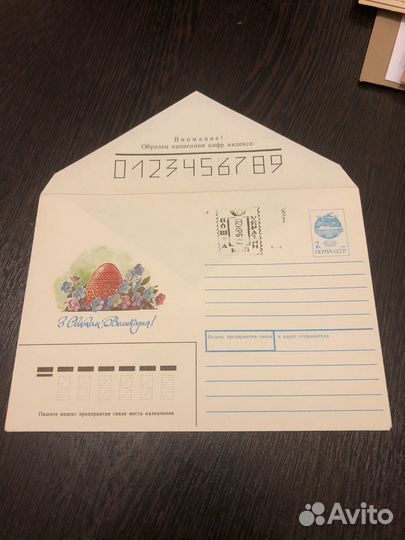 Внимание!
Образец написания цифр индекса:
0123456789
7к
ПОЧТА СССР
З Святом Великодня!
Индекс предприятия связи и адрес отправителя
Пишите индекс предприятия связи места назначения
Avito